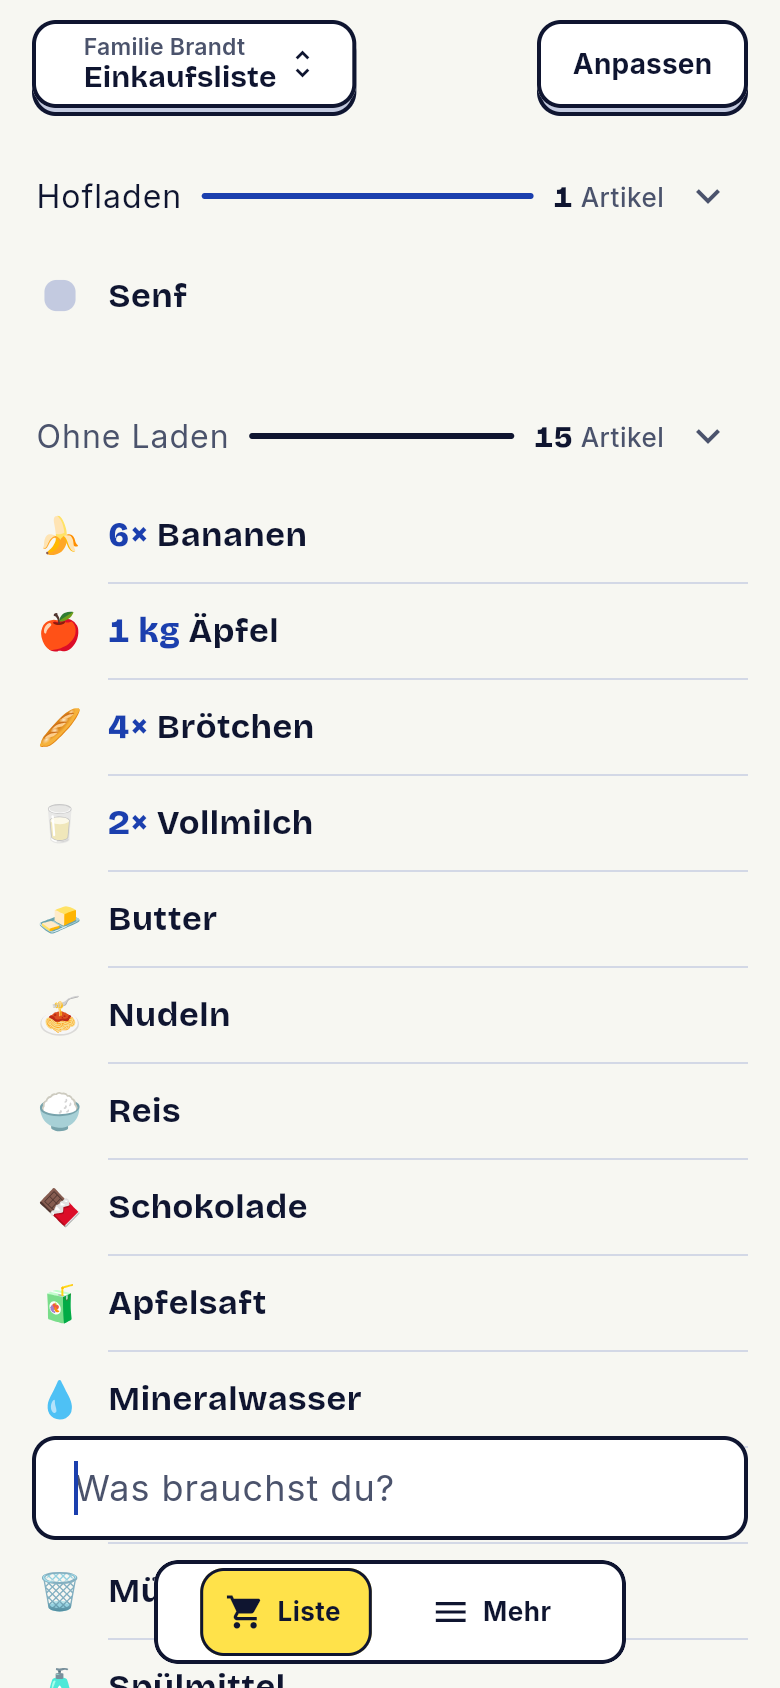 Familie Brandt
Einkaufsliste
Anpassen
Hofladen 1 Artikel
Senf
Ohne Laden 15 Artikel
6× Bananen
1 kg Äpfel
4× Brötchen
2× Vollmilch
Butter
Nudeln
Reis
Schokolade
Apfelsaft
Mineralwasser
Was brauchst du?
Liste
Mehr
Spülmittel